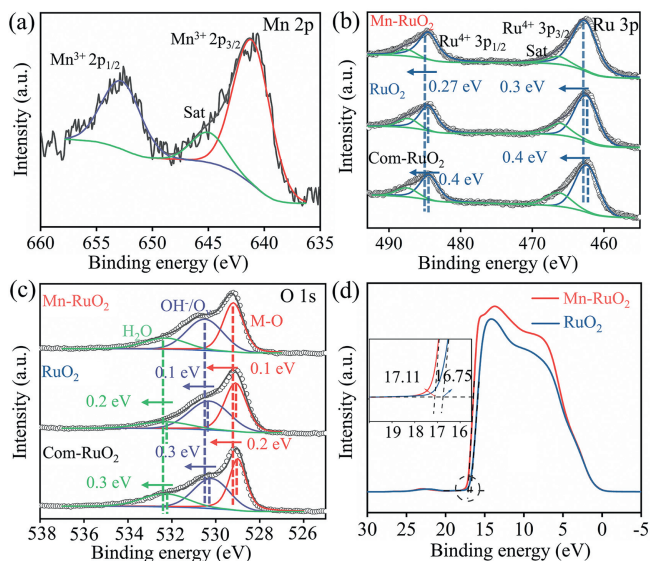 (a)
Mn 2p
Mn³⁺ 2p₃/₂
Mn³⁺ 2p₁/₂
Sat
Intensity (a.u.)
660 655 650 645 640 635
Binding energy (eV)
(b)
Mn-RuO₂
Ru⁴⁺ 3p₃/₂
Ru 3p
Ru⁴⁺ 3p₁/₂
Sat
RuO₂
0.27 eV
0.3 eV
Com-RuO₂
0.4 eV
0.4 eV
Intensity (a.u.)
490 480 470 460
Binding energy (eV)
(c)
O 1s
Mn-RuO₂
OH⁻/O
H₂O
M-O
RuO₂
0.1 eV
0.1 eV
0.2 eV
Com-RuO₂
0.2 eV
0.3 eV
0.3 eV
Intensity (a.u.)
538 536 534 532 530 528 526
Binding energy (eV)
(d)
Mn-RuO₂
RuO₂
17.11 16.75
19 18 17 16
Intensity (a.u.)
30 25 20 15 10 5 0 -5
Binding energy (eV)